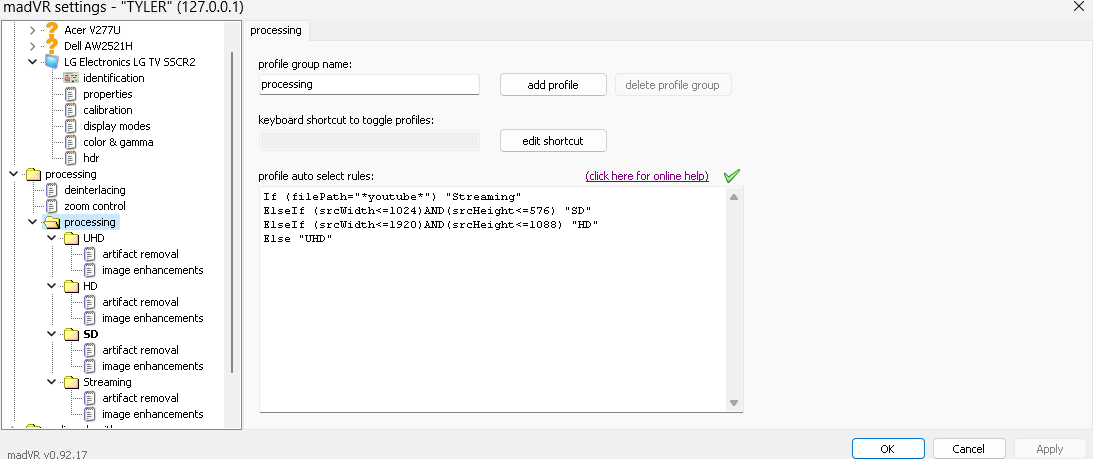 madVR settings - "TYLER" (127.0.0.1)
Acer V277U
Dell AW2521H
LG Electronics LG TV SSCR2
identification
properties
calibration
display modes
color & gamma
hdr
processing
deinterlacing
zoom control
processing
UHD
artifact removal
image enhancements
HD
artifact removal
image enhancements
SD
artifact removal
image enhancements
Streaming
artifact removal
image enhancements
processing
profile group name:
processing
add profile
delete profile group
keyboard shortcut to toggle profiles:
edit shortcut
profile auto select rules:
(click here for online help)
If (filePath="*youtube*") "Streaming"
ElseIf (srcWidth<=1024)AND(srcHeight<=576) "SD"
ElseIf (srcWidth<=1920)AND(srcHeight<=1088) "HD"
Else "UHD"
madVR v0.92.17
OK
Cancel
Apply